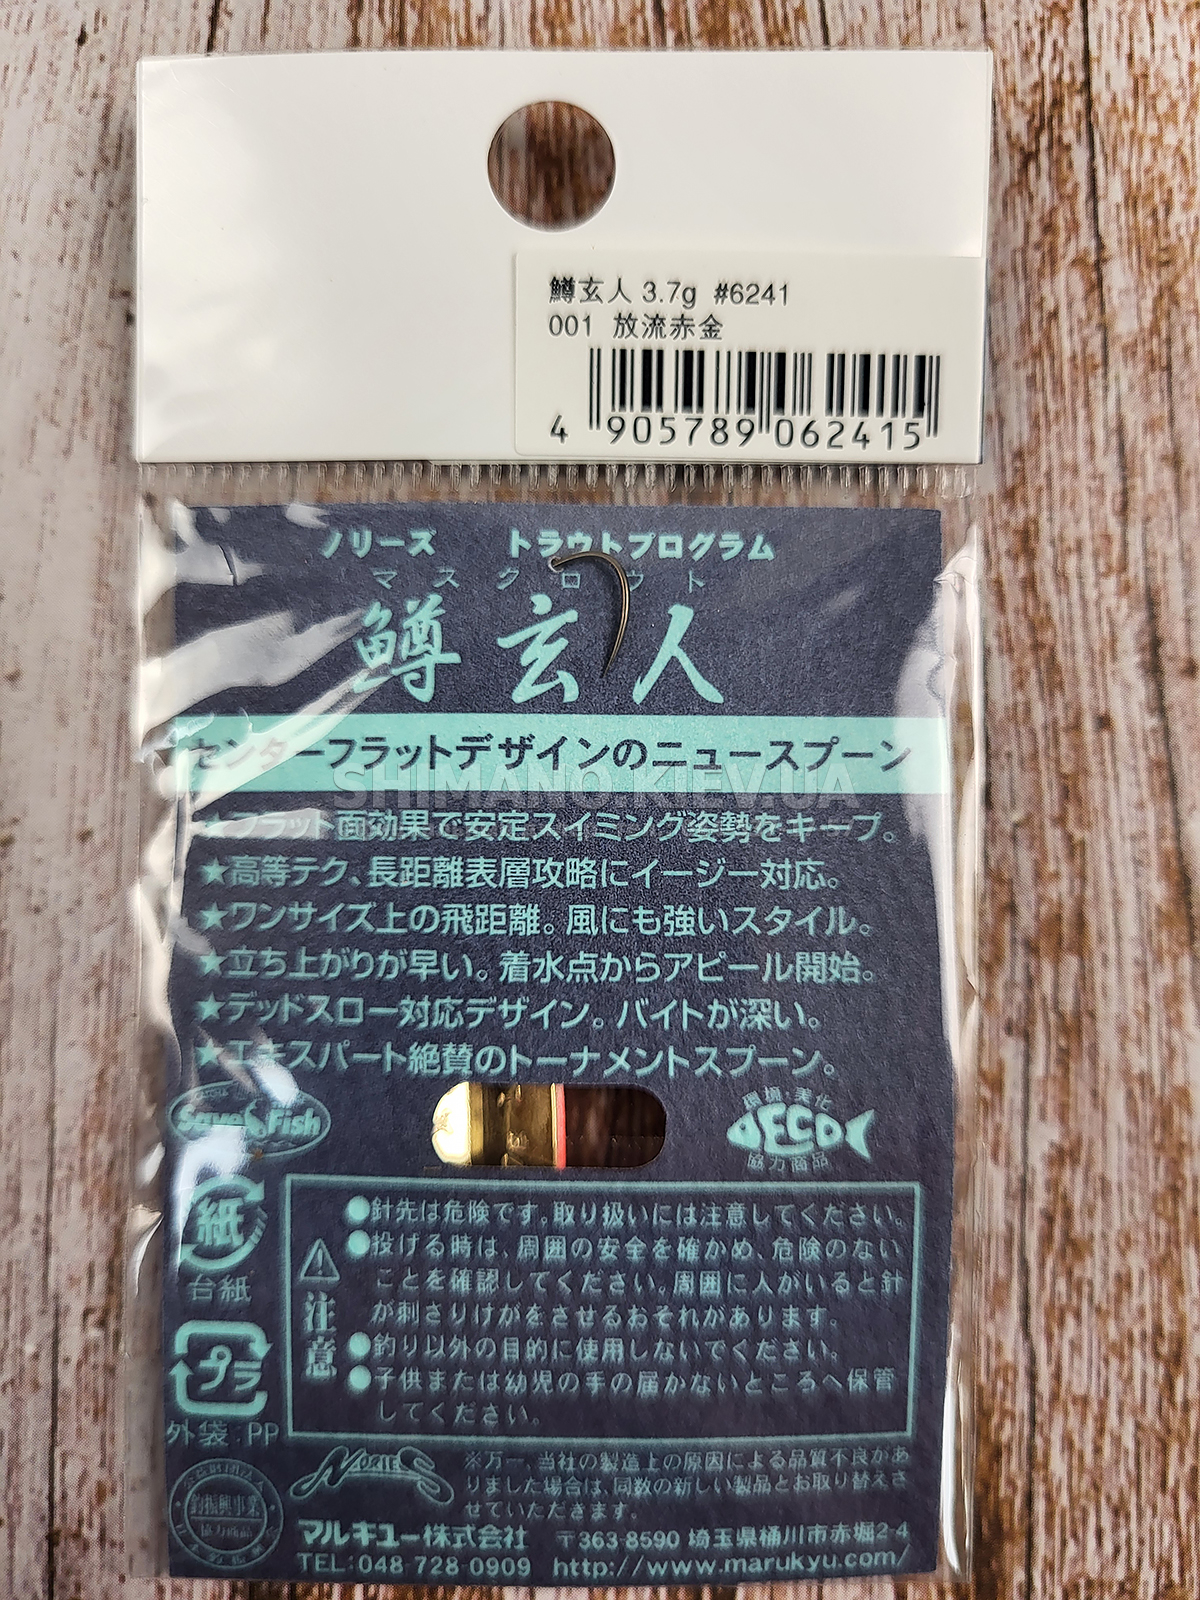 鱒玄人 3.7g #6241
001 放流赤金
4 905789 062415
ノリーズ トラウトプログラム
マスクロウト
鱒玄人
センターフラットデザインのニュースプーン
SHIMANO.KIEV.UA
★フラット面効果で安定スイミング姿勢をキープ。
★高等テク、長距離表層攻略にイージー対応。
★ワンサイズ上の飛距離。風にも強いスタイル。
★立ち上がりが早い。着水点からアピール開始。
★デッドスロー対応デザイン。バイトが深い。
★エキスパート絶賛のトーナメントスプーン。
Save Fish
環境・美化
ECO
協力商品
紙
台紙
プラ
外袋:PP
注意
●針先は危険です。取り扱いには注意してください。
●投げる時は、周囲の安全を確かめ、危険のない
ことを確認してください。周囲に人がいると針
が刺さりけがをさせるおそれがあります。
●釣り以外の目的に使用しないでください。
●子供または幼児の手の届かないところへ保管
してください。
釣振興事業
協力商品
NORIES
※万一、当社の製造上の原因による品質不良があ
りました場合は、同数の新しい製品とお取り替えさ
せていただきます。
マルキユー株式会社 〒363-8590 埼玉県桶川市赤堀2-4
TEL:048-728-0909 http://www.marukyu.com/